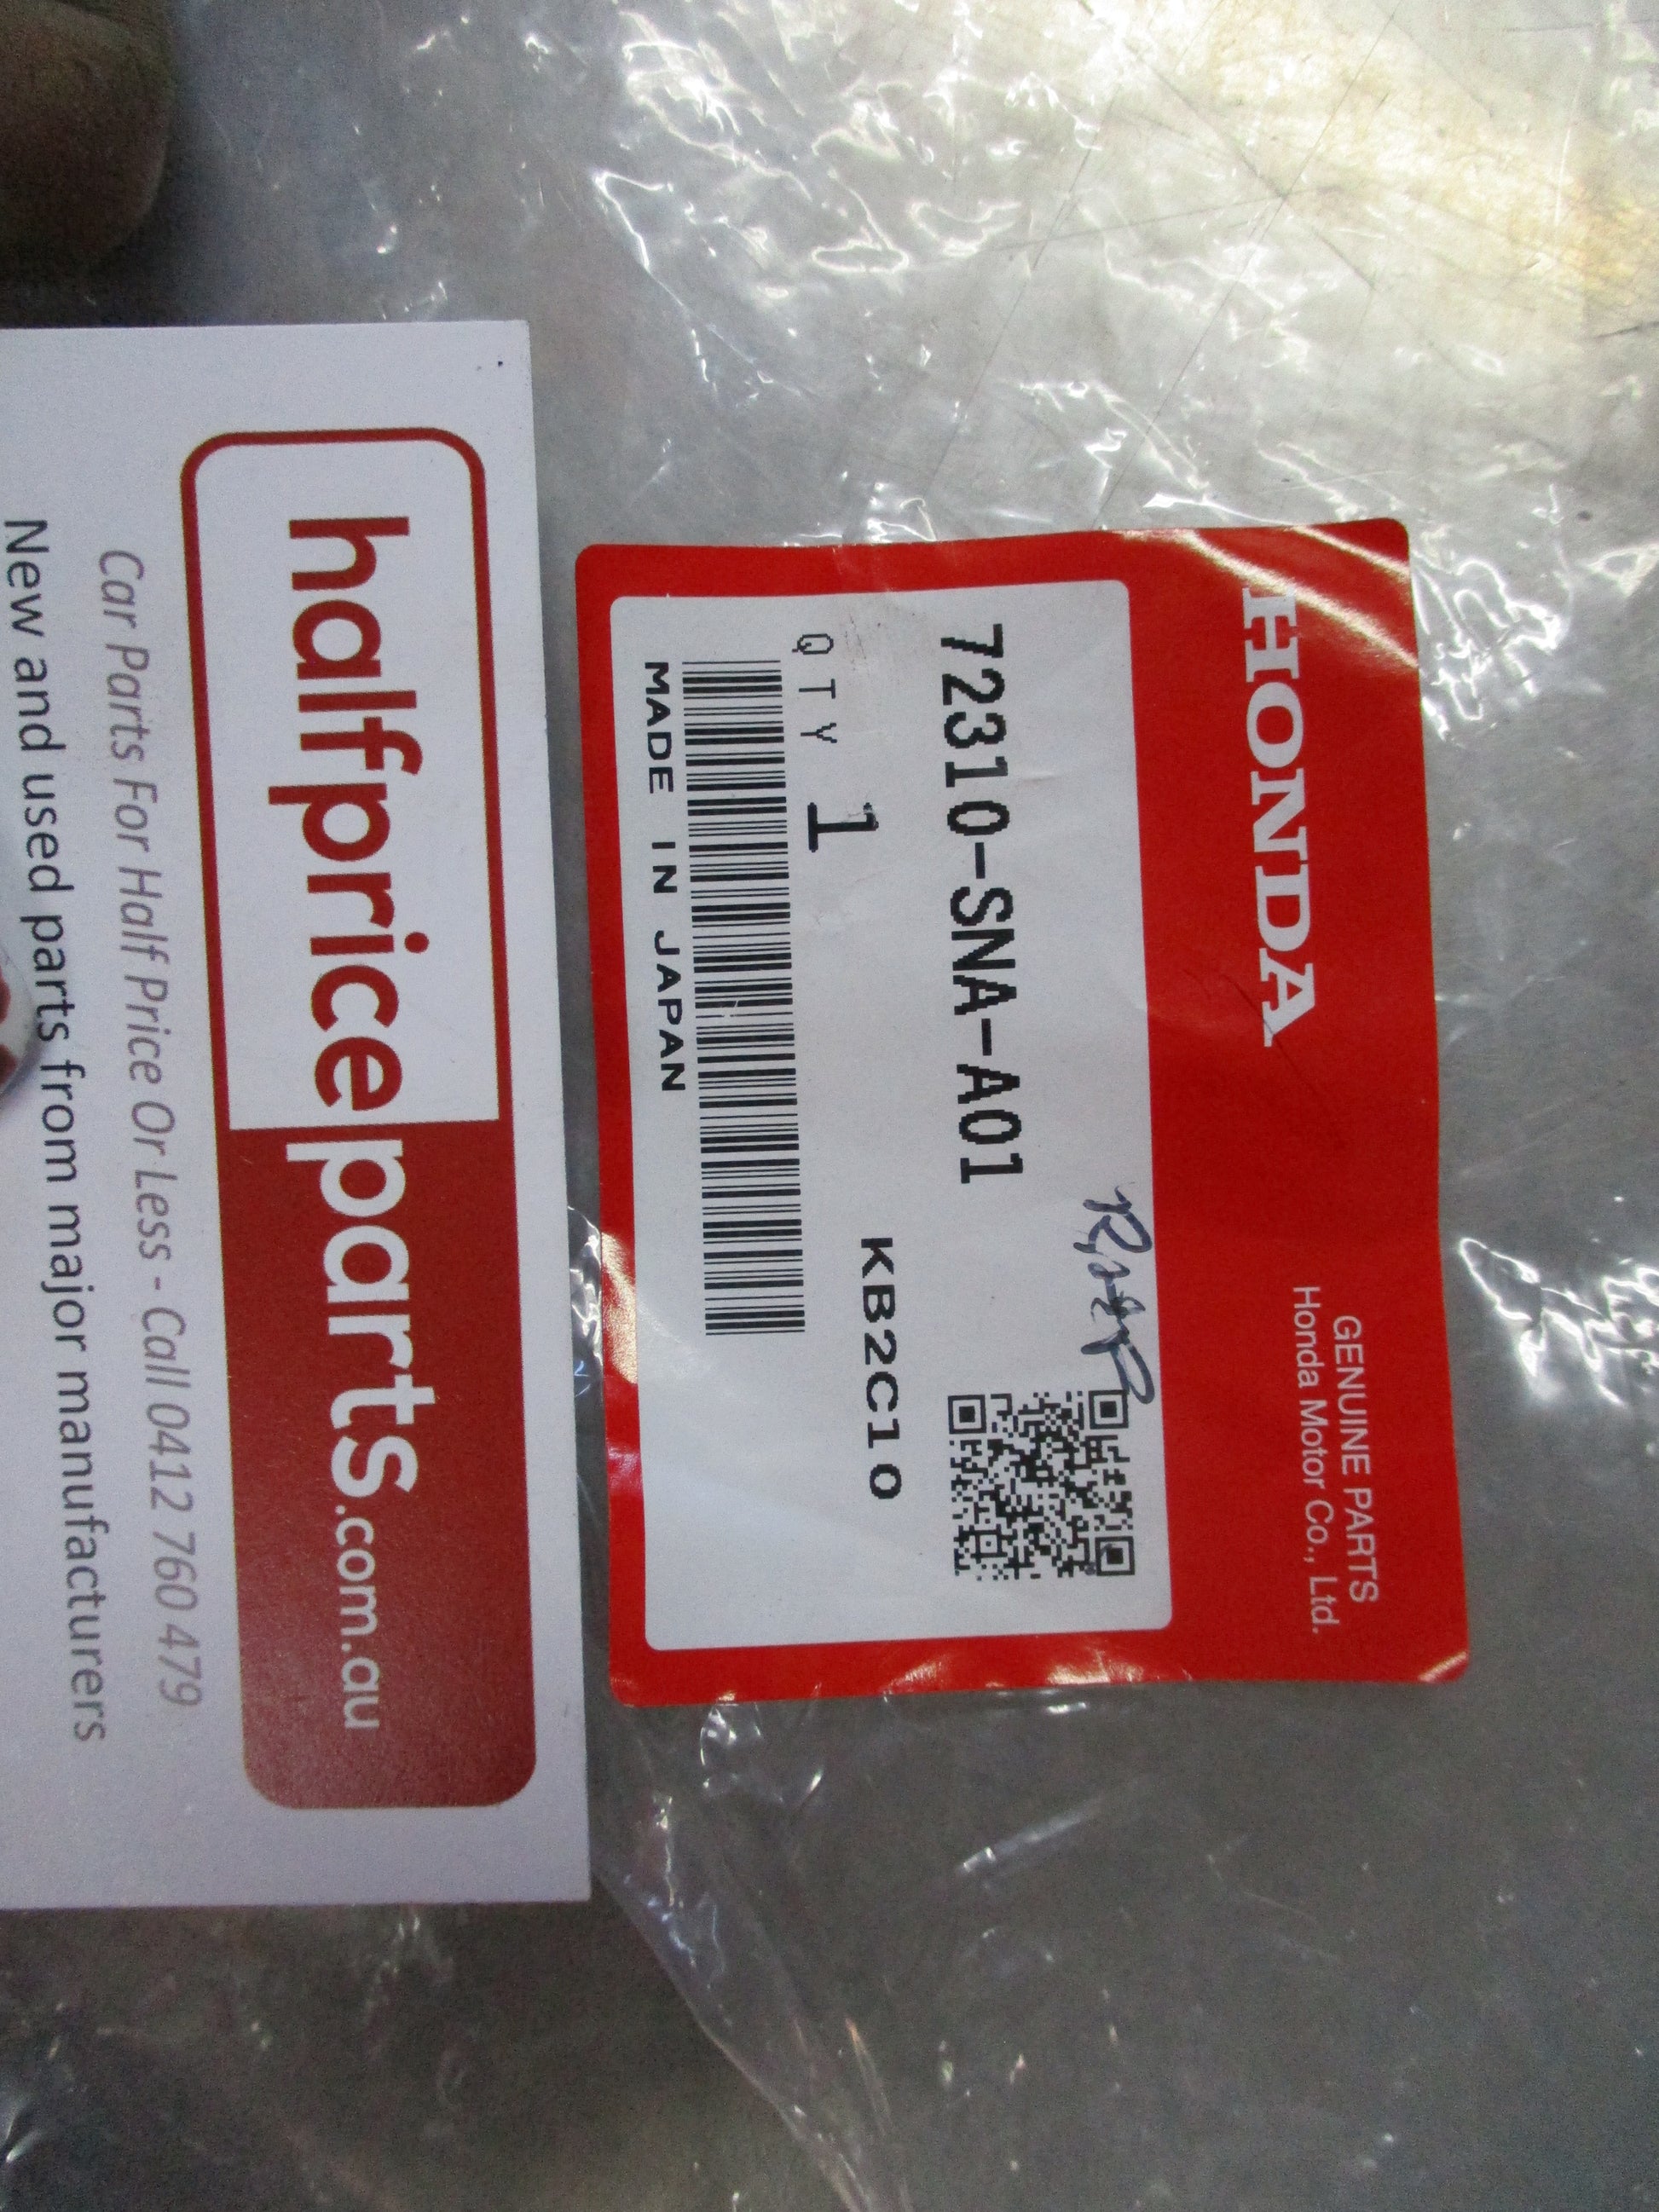 HONDA
GENUINE PARTS
Honda Motor Co., Ltd.
72310-SNA-A01
QTY 1
KB2C10
MADE IN JAPAN
halfpriceparts.com.au
Car Parts For Half Price Or Less - Call 0412 760 479
New and used parts from major manufacturers